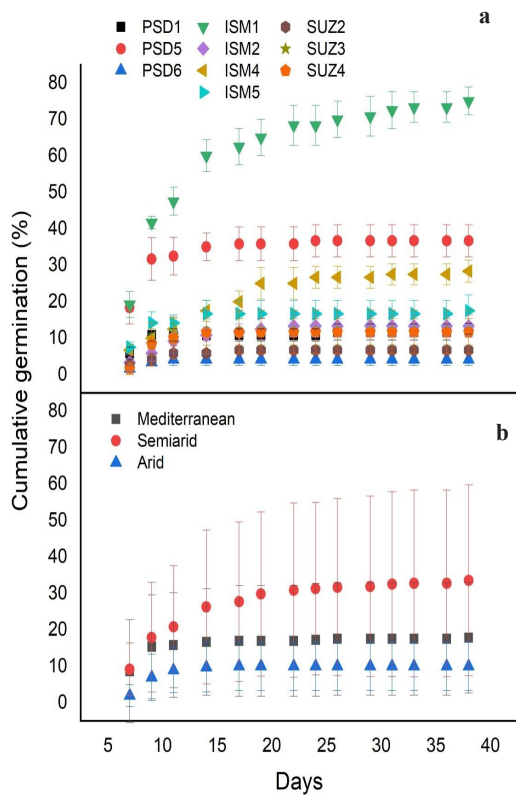 a
PSD1 ISM1 SUZ2
PSD5 ISM2 SUZ3
PSD6 ISM4 SUZ4
ISM5
80
70
60
50
40
30
20
10
0
Cumulative germination (%)
b
Mediterranean
Semiarid
Arid
80
70
60
50
40
30
20
10
0
5 10 15 20 25 30 35 40
Days